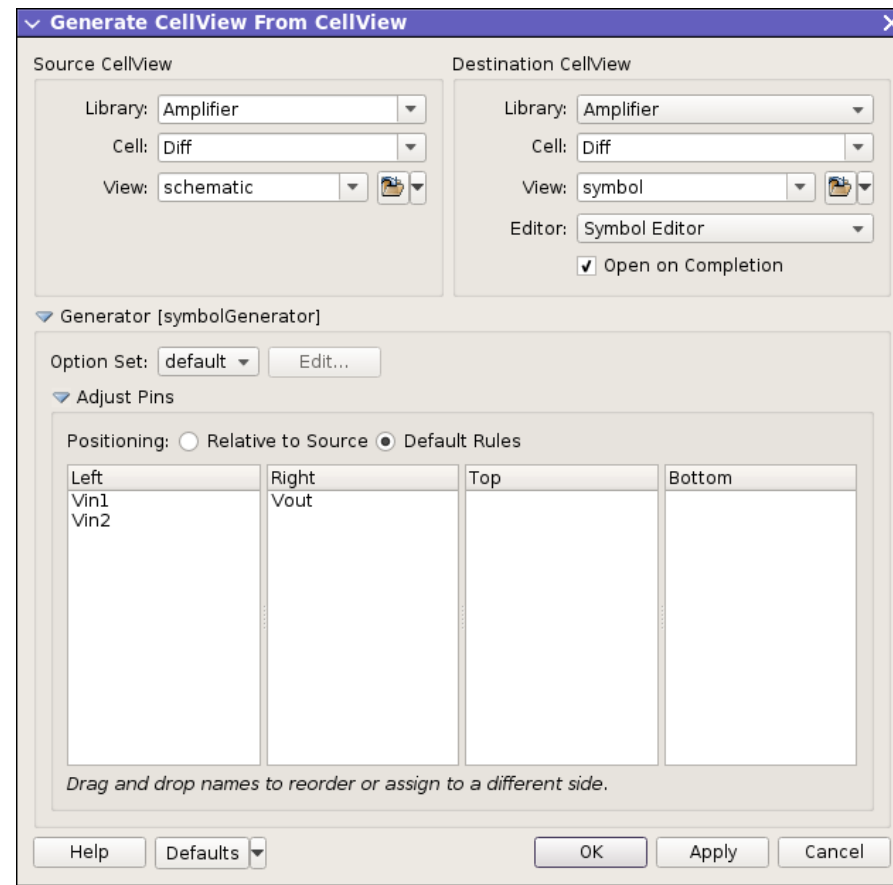 Generate CellView From CellView
Source CellView
Destination CellView
Library: Amplifier
Library: Amplifier
Cell: Diff
Cell: Diff
View: schematic
View: symbol
Editor: Symbol Editor
Open on Completion
Generator [symbolGenerator]
Option Set: default Edit...
Adjust Pins
Positioning: Relative to Source Default Rules
Left Right Top Bottom
Vin1 Vout
Vin2
Drag and drop names to reorder or assign to a different side.
Help Defaults OK Apply Cancel